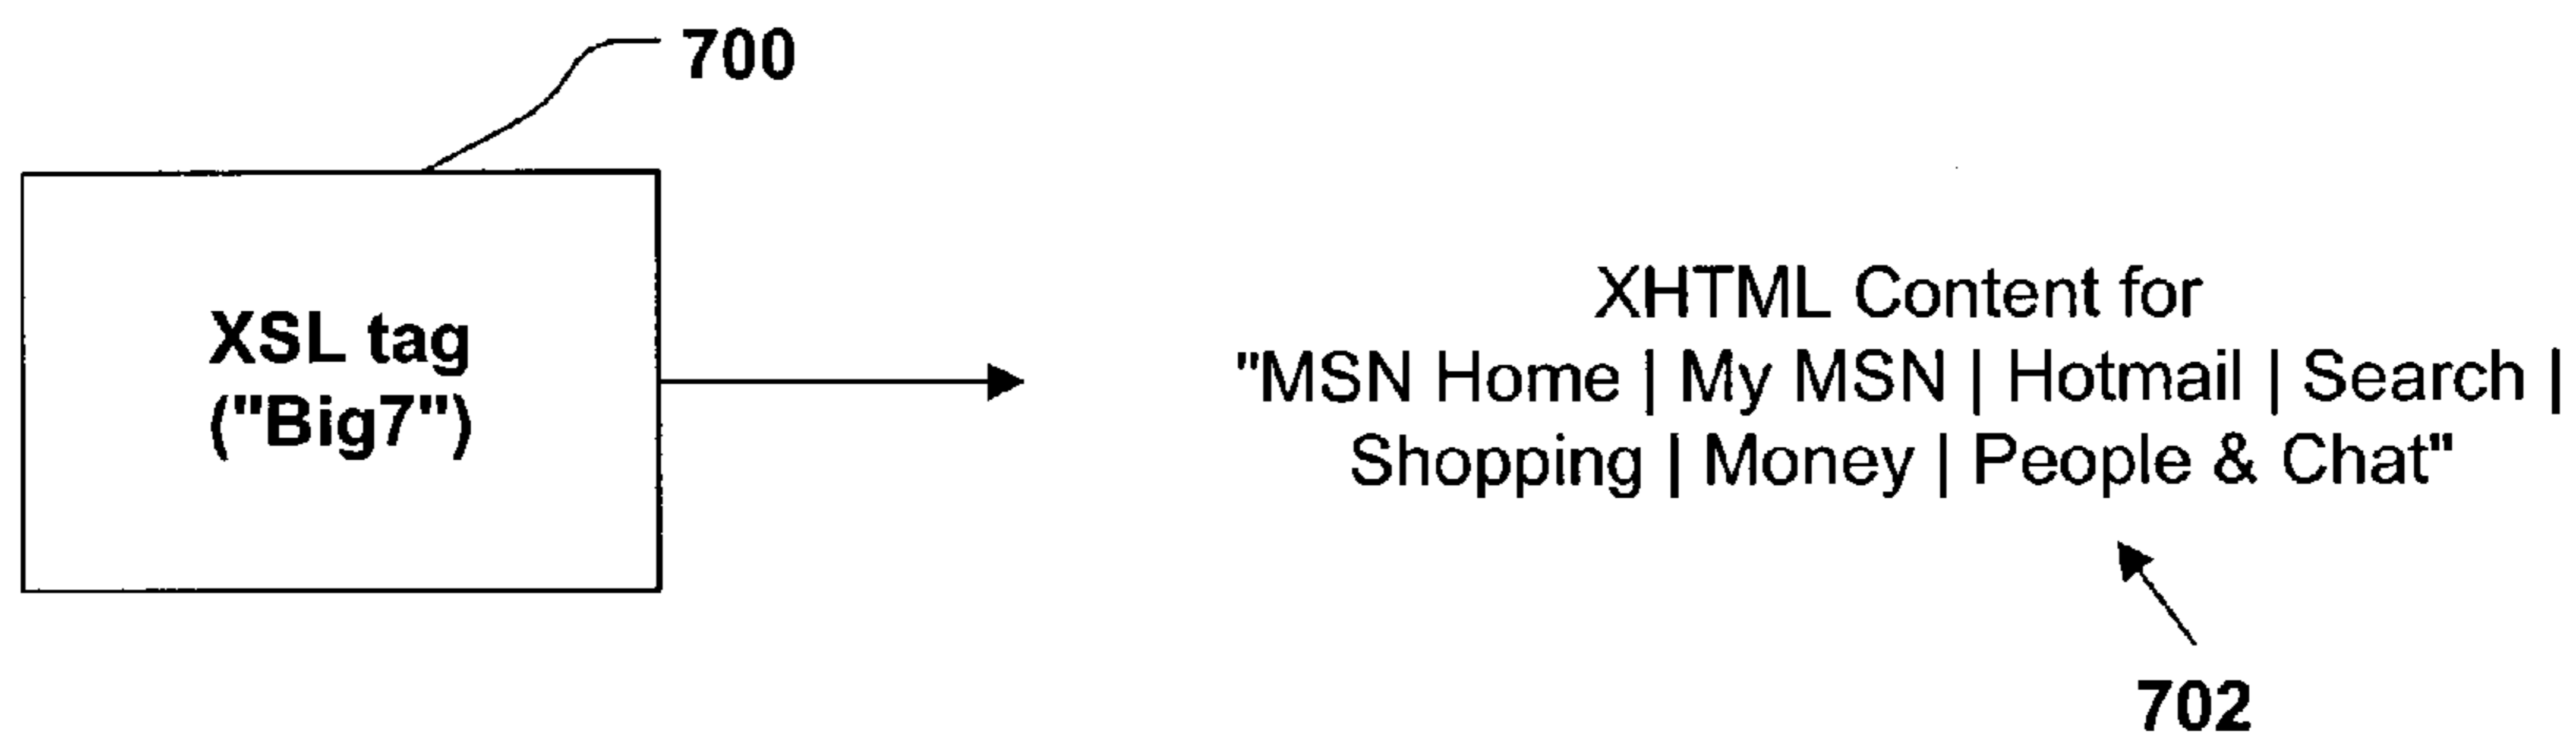 700
XSL tag
("Big7")
XHTML Content for
"MSN Home | My MSN | Hotmail | Search |
Shopping | Money | People & Chat"
702